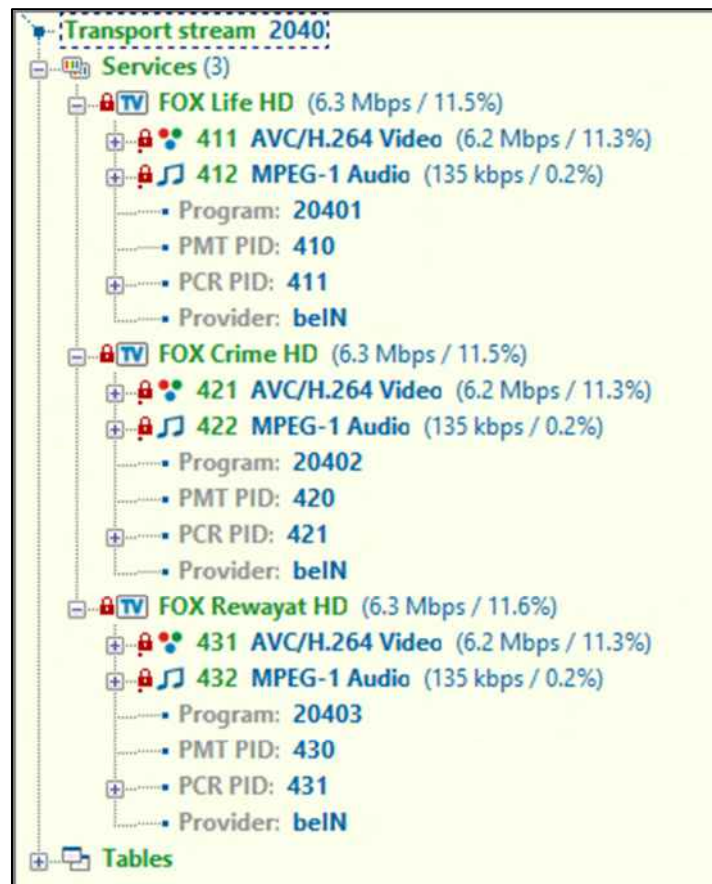 Transport stream 2040
Services (3)
TV FOX Life HD (6.3 Mbps / 11.5%)
411 AVC/H.264 Video (6.2 Mbps / 11.3%)
412 MPEG-1 Audio (135 kbps / 0.2%)
Program: 20401
PMT PID: 410
PCR PID: 411
Provider: beIN
TV FOX Crime HD (6.3 Mbps / 11.5%)
421 AVC/H.264 Video (6.2 Mbps / 11.3%)
422 MPEG-1 Audio (135 kbps / 0.2%)
Program: 20402
PMT PID: 420
PCR PID: 421
Provider: beIN
TV FOX Rewayat HD (6.3 Mbps / 11.6%)
431 AVC/H.264 Video (6.2 Mbps / 11.3%)
432 MPEG-1 Audio (135 kbps / 0.2%)
Program: 20403
PMT PID: 430
PCR PID: 431
Provider: beIN
Tables